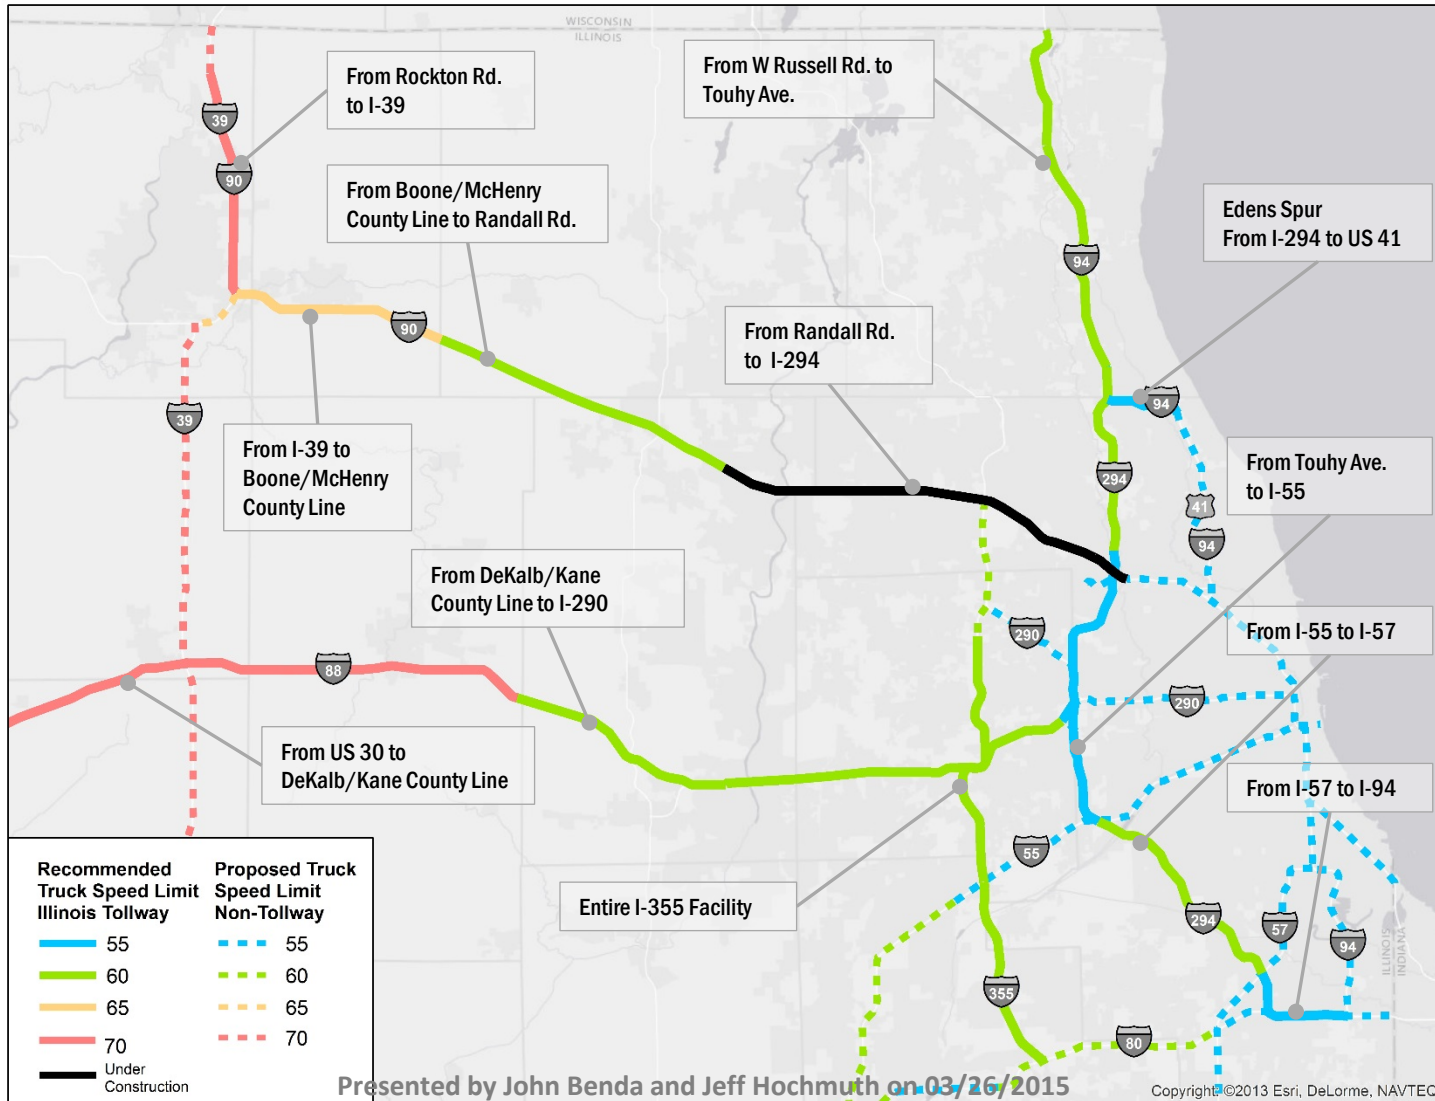 WISCONSIN
ILLINOIS
From Rockton Rd.
to I-39
From W Russell Rd. to
Touhy Ave.
39
90
From Boone/McHenry
County Line to Randall Rd.
Edens Spur
From I-294 to US 41
94
90
From Randall Rd.
to I-294
94
39
From I-39 to
Boone/McHenry
County Line
From Touhy Ave.
to I-55
294
41
94
From DeKalb/Kane
County Line to I-290
290
From I-55 to I-57
88
290
From US 30 to
DeKalb/Kane County Line
From I-57 to I-94
55
Entire I-355 Facility
294
57
94
ILLINOIS
INDIANA
355
80
Recommended
Truck Speed Limit
Illinois Tollway
55
60
65
70
Under
Construction
Proposed Truck
Speed Limit
Non-Tollway
55
60
65
70
Presented by John Benda and Jeff Hochmuth on 03/26/2015
Copyright: ©2013 Esri, DeLorme, NAVTEQ